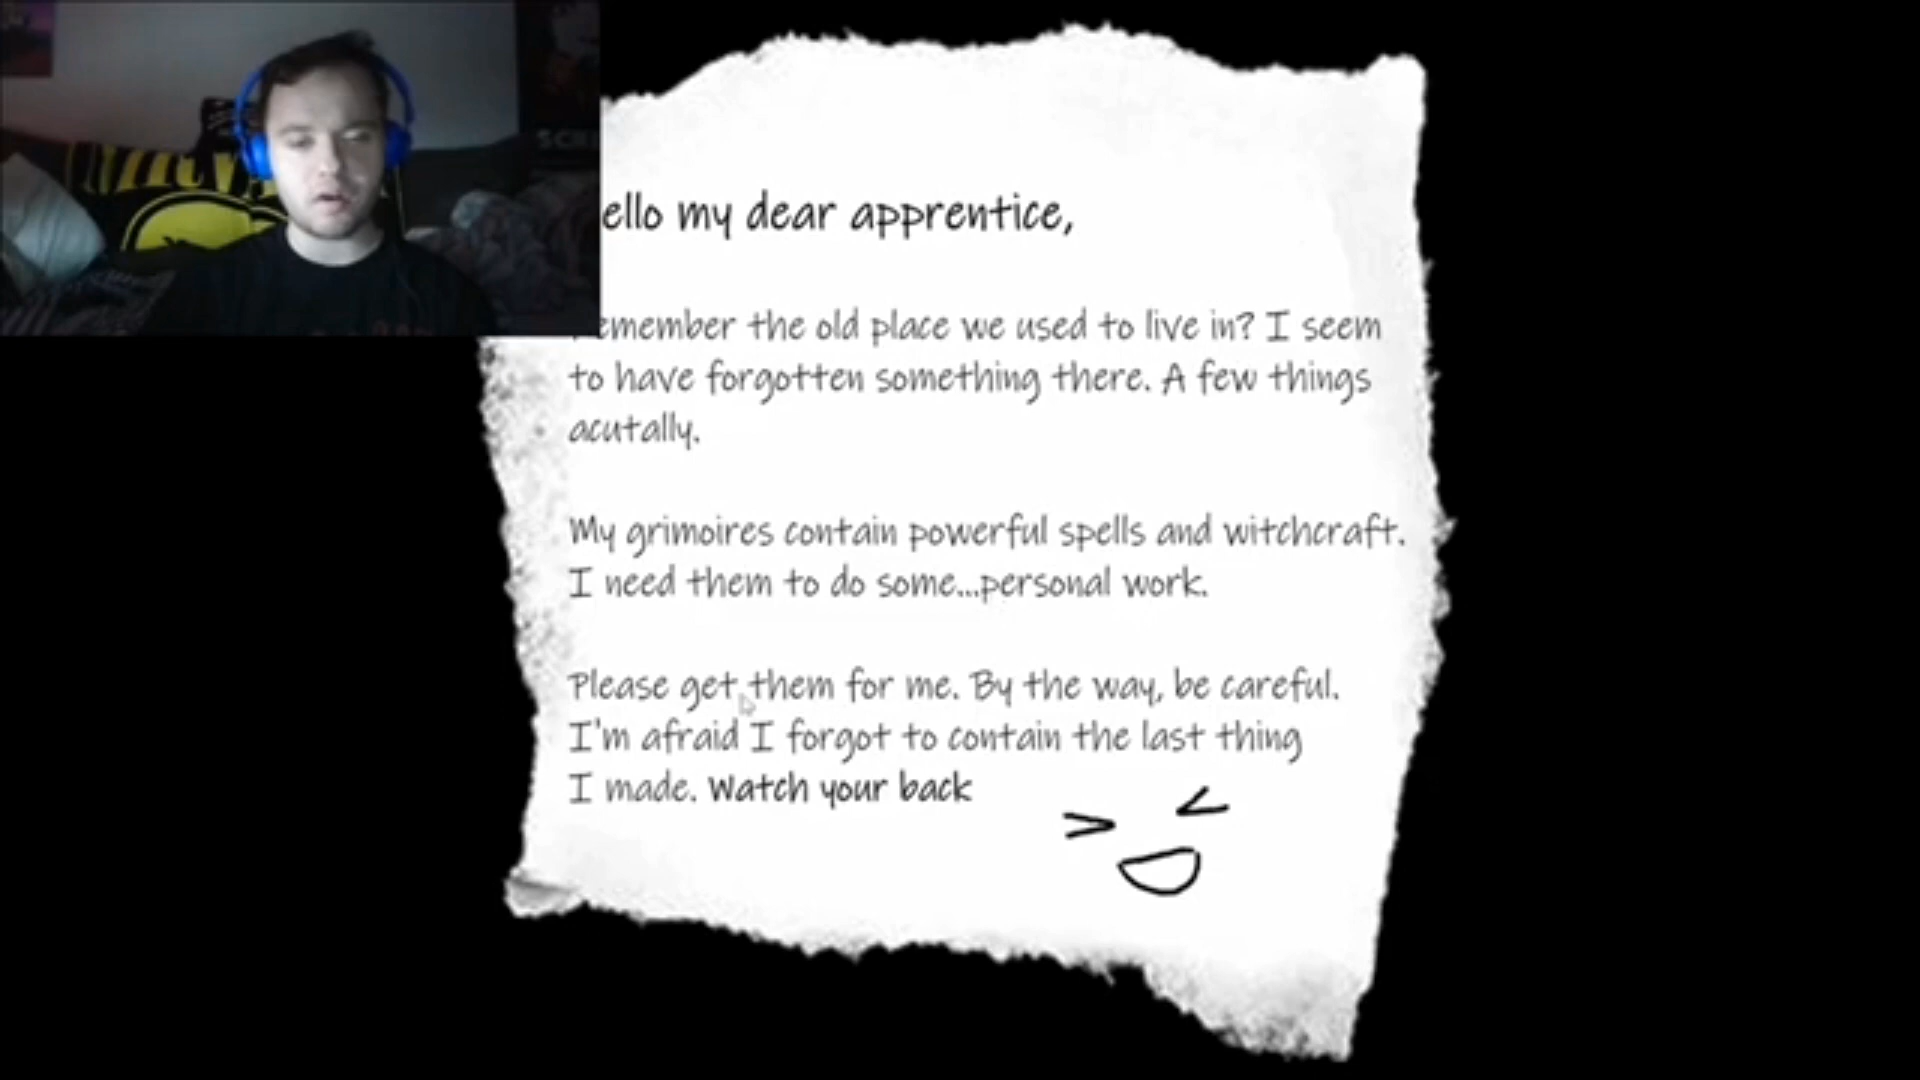 ello my dear apprentice,
emember the old place we used to live in? I seem
to have forgotten something there. A few things
acutally.
My grimoires contain powerful spells and witchcraft.
I need them to do some...personal work.
Please get them for me. By the way, be careful.
I'm afraid I forgot to contain the last thing
I made. Watch your back